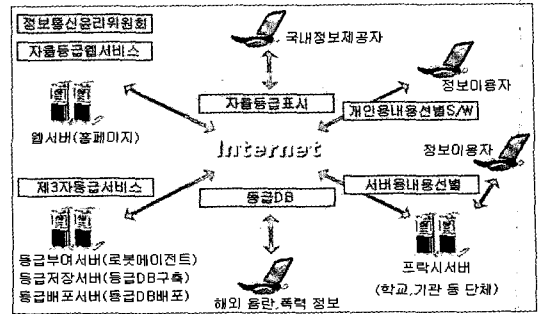 정보통신윤리위원회
자율등급웹서비스
국내정보제공자
정보이용자
자율등급표시
개인용내용선별S/W
웹서버(홈페이지)
Internet
정보이용자
제3자등급서비스
등급DB
서버용내용선별
등급부여서버(로봇에이전트)
등급저장서버(등급DB구축)
등급배포서버(등급DB배포)
해외 음란,폭력 정보
프락시서버
(학교,기관 등 단체)